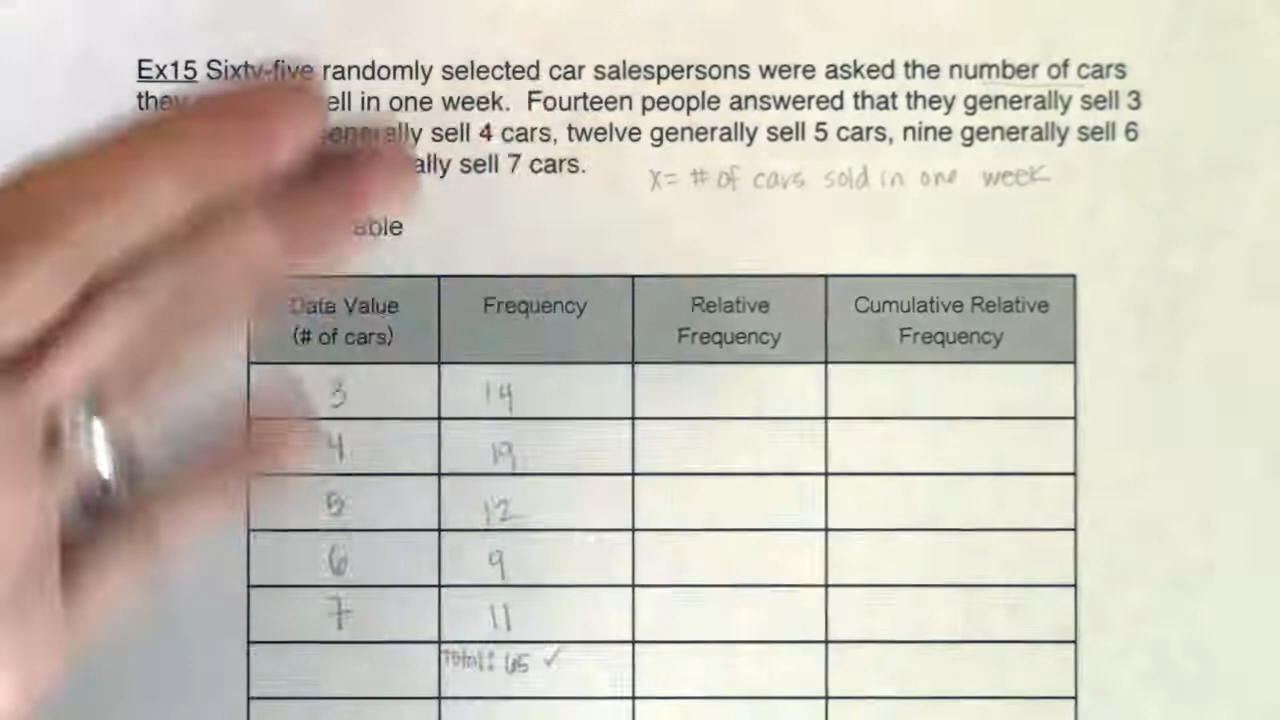 Ex15 Sixty-five randomly selected car salespersons were asked the number of cars
they ell in one week. Fourteen people answered that they generally sell 3
enerally sell 4 cars, twelve generally sell 5 cars, nine generally sell 6
ally sell 7 cars.
x= # of cars sold in one week
able
Data Value (# of cars) Frequency Relative Frequency Cumulative Relative Frequency
3 14
4 19
5 12
6 9
7 11
Total: 65 ✓